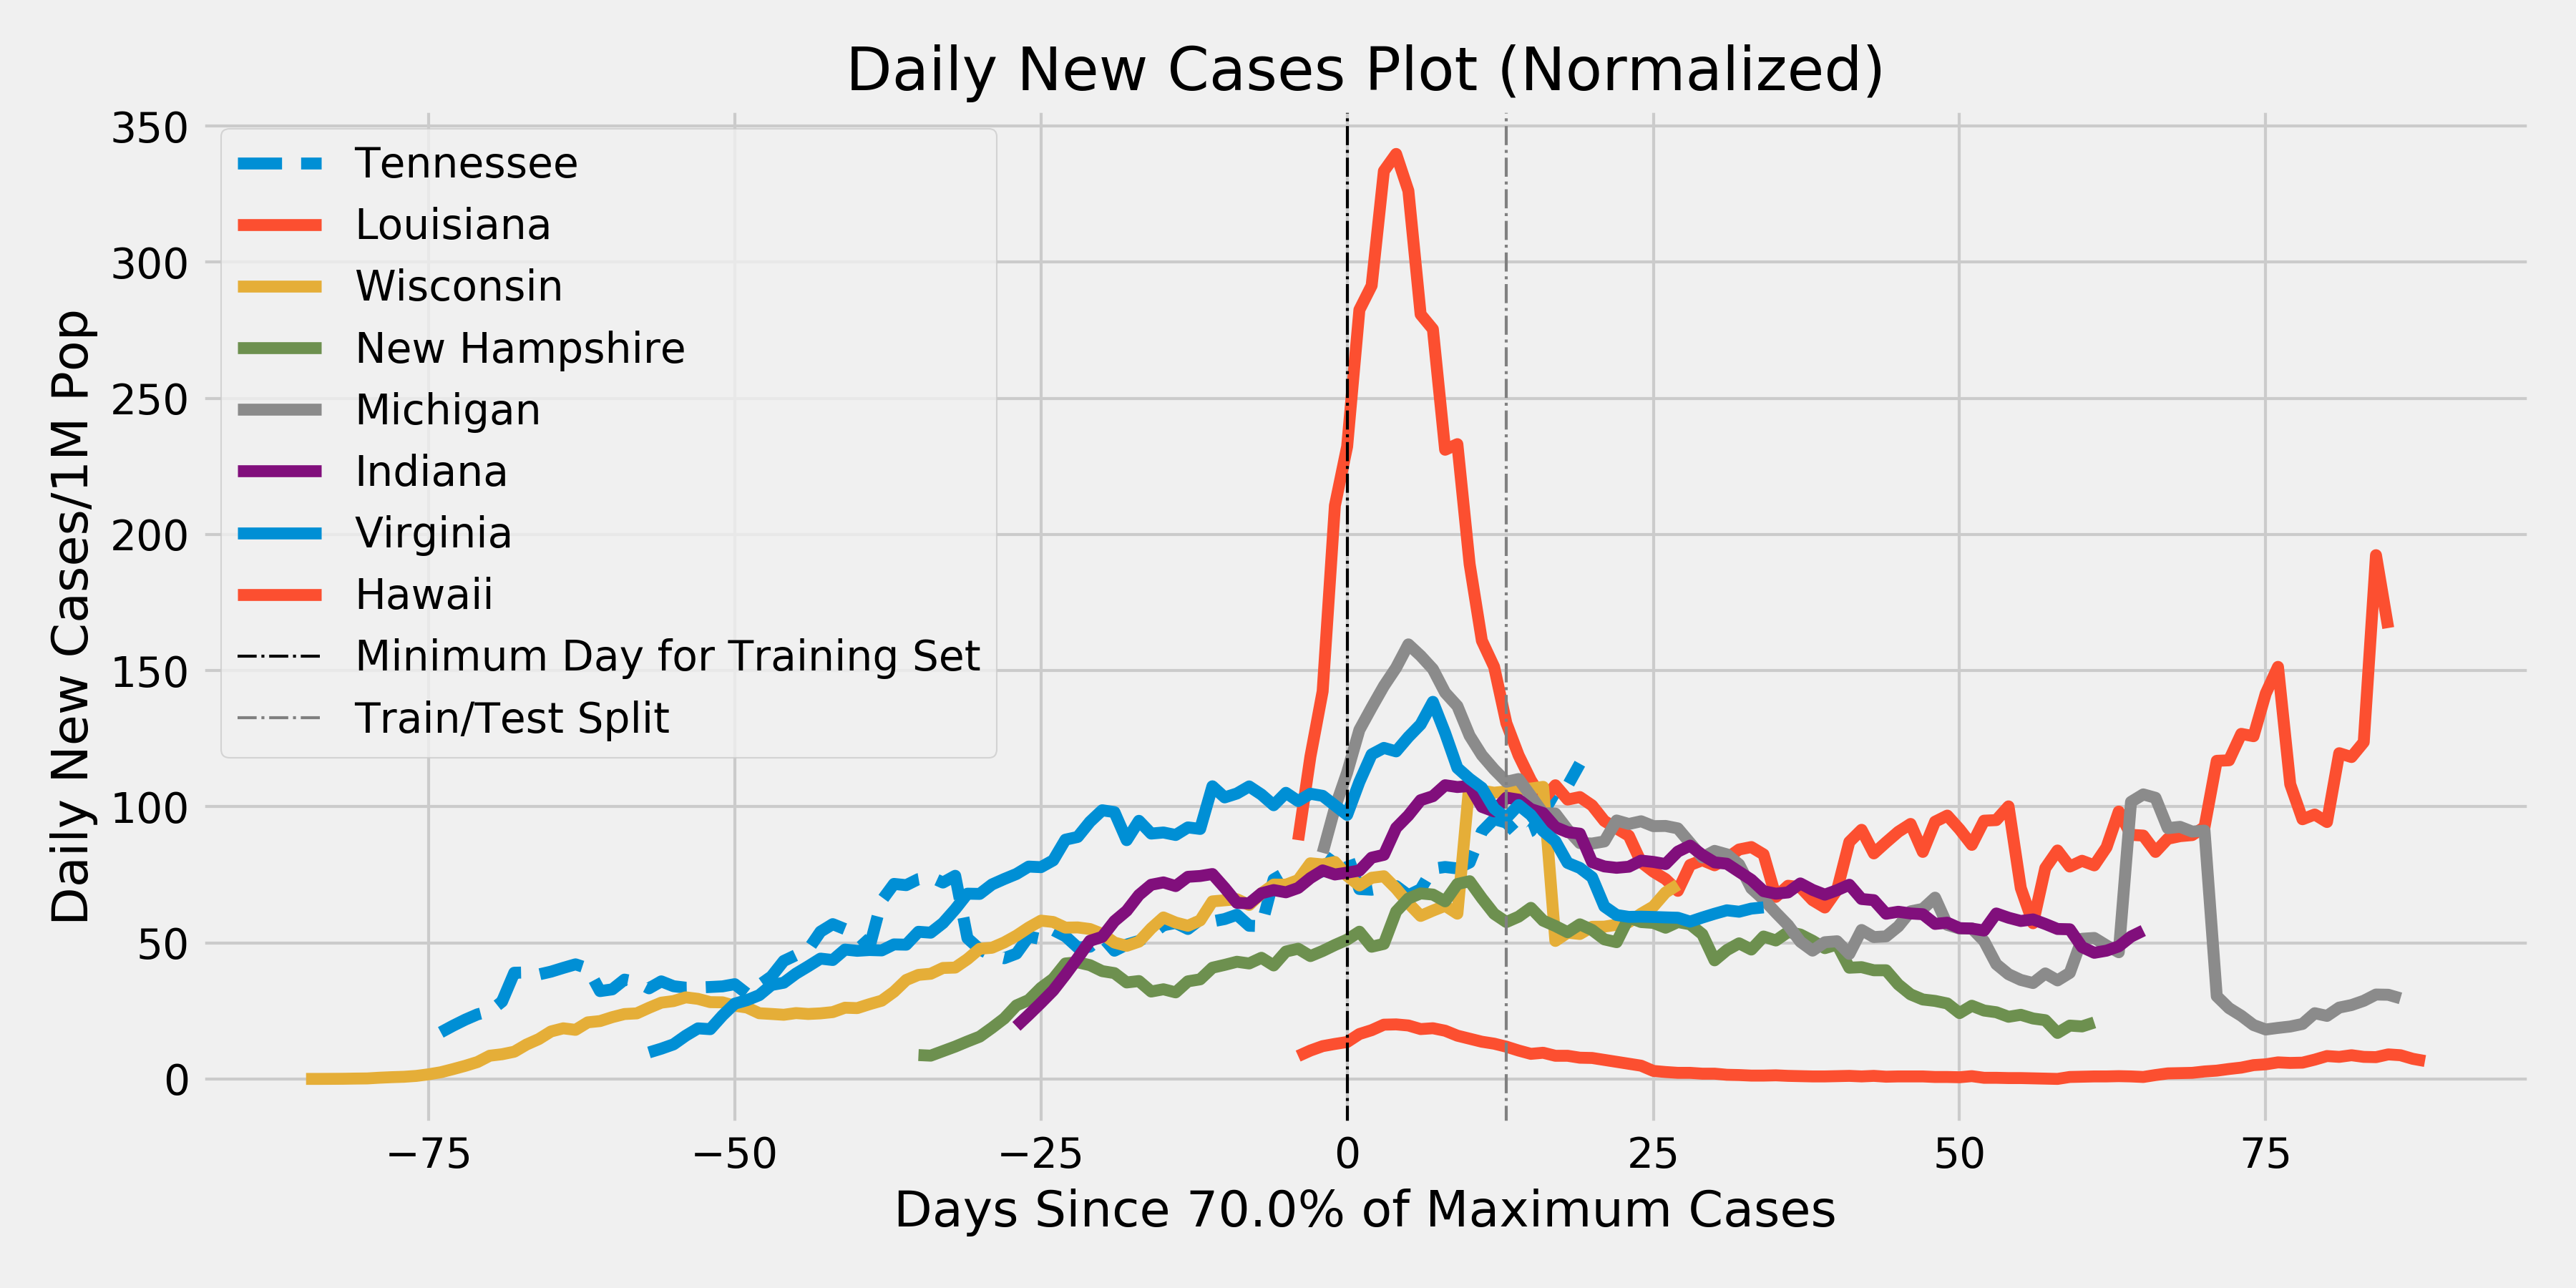 Daily New Cases Plot (Normalized)
Daily New Cases/1M Pop
350
300
250
200
150
100
50
0
Tennessee
Louisiana
Wisconsin
New Hampshire
Michigan
Indiana
Virginia
Hawaii
Minimum Day for Training Set
Train/Test Split
−75 −50 −25 0 25 50 75
Days Since 70.0% of Maximum Cases